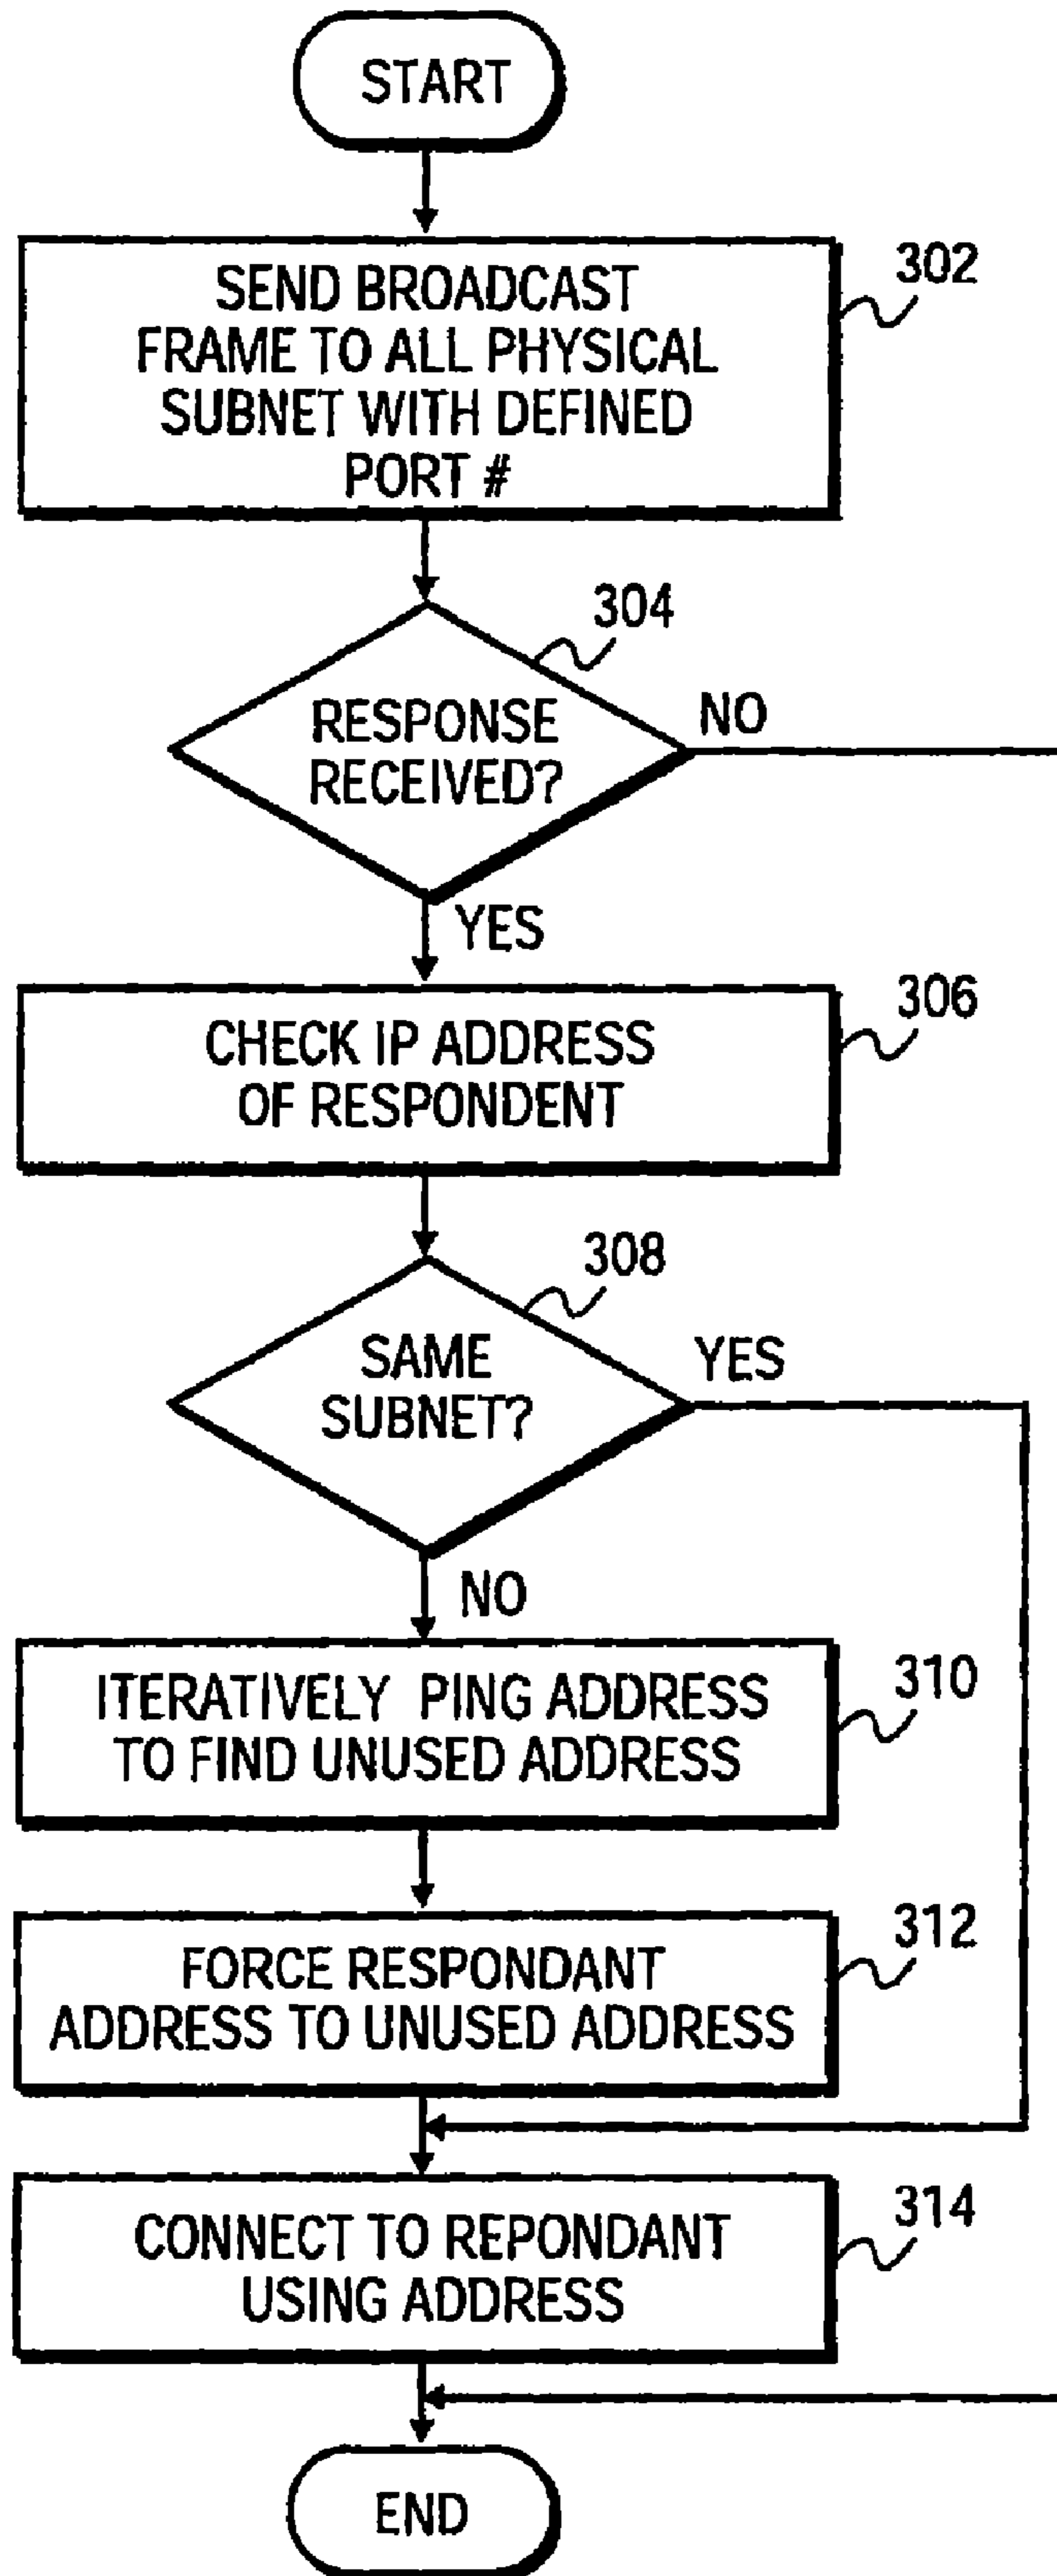 START
SEND BROADCAST
FRAME TO ALL PHYSICAL
SUBNET WITH DEFINED
PORT #
302
304
RESPONSE
RECEIVED?
NO
YES
CHECK IP ADDRESS
OF RESPONDENT
306
308
SAME
SUBNET?
YES
NO
ITERATIVELY PING ADDRESS
TO FIND UNUSED ADDRESS
310
FORCE RESPONDANT
ADDRESS TO UNUSED ADDRESS
312
CONNECT TO REPONDANT
USING ADDRESS
314
END